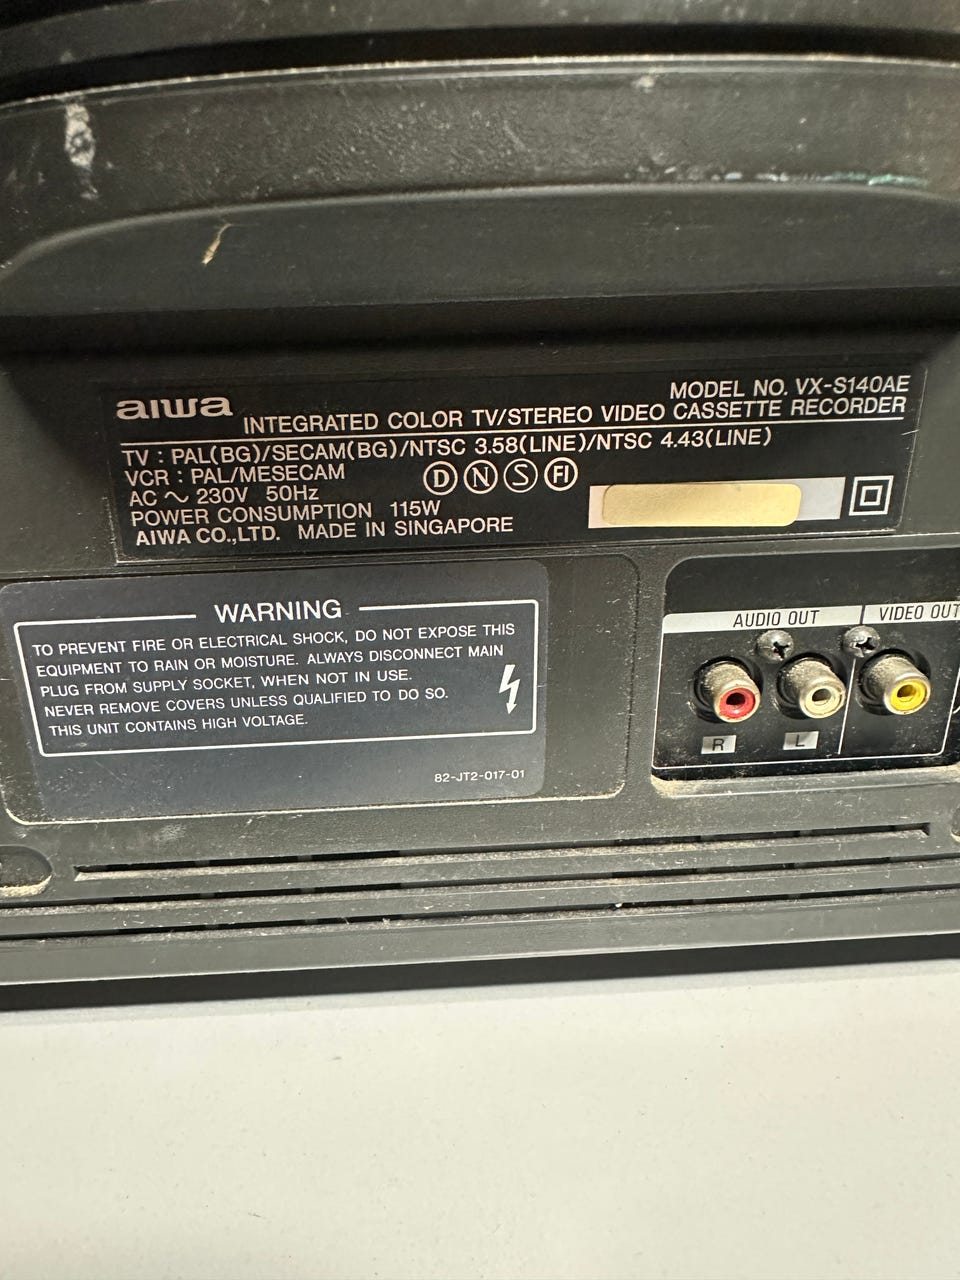 aiwa
MODEL NO. VX-S140AE
INTEGRATED COLOR TV/STEREO VIDEO CASSETTE RECORDER
TV : PAL(BG)/SECAM(BG)/NTSC 3.58(LINE)/NTSC 4.43(LINE)
VCR : PAL/MESECAM
D N S FI
AC ~ 230V 50Hz
POWER CONSUMPTION 115W
AIWA CO.,LTD. MADE IN SINGAPORE
WARNING
TO PREVENT FIRE OR ELECTRICAL SHOCK, DO NOT EXPOSE THIS
EQUIPMENT TO RAIN OR MOISTURE. ALWAYS DISCONNECT MAIN
PLUG FROM SUPPLY SOCKET, WHEN NOT IN USE.
NEVER REMOVE COVERS UNLESS QUALIFIED TO DO SO.
THIS UNIT CONTAINS HIGH VOLTAGE.
82-JT2-017-01
AUDIO OUT
VIDEO OUT
R
L